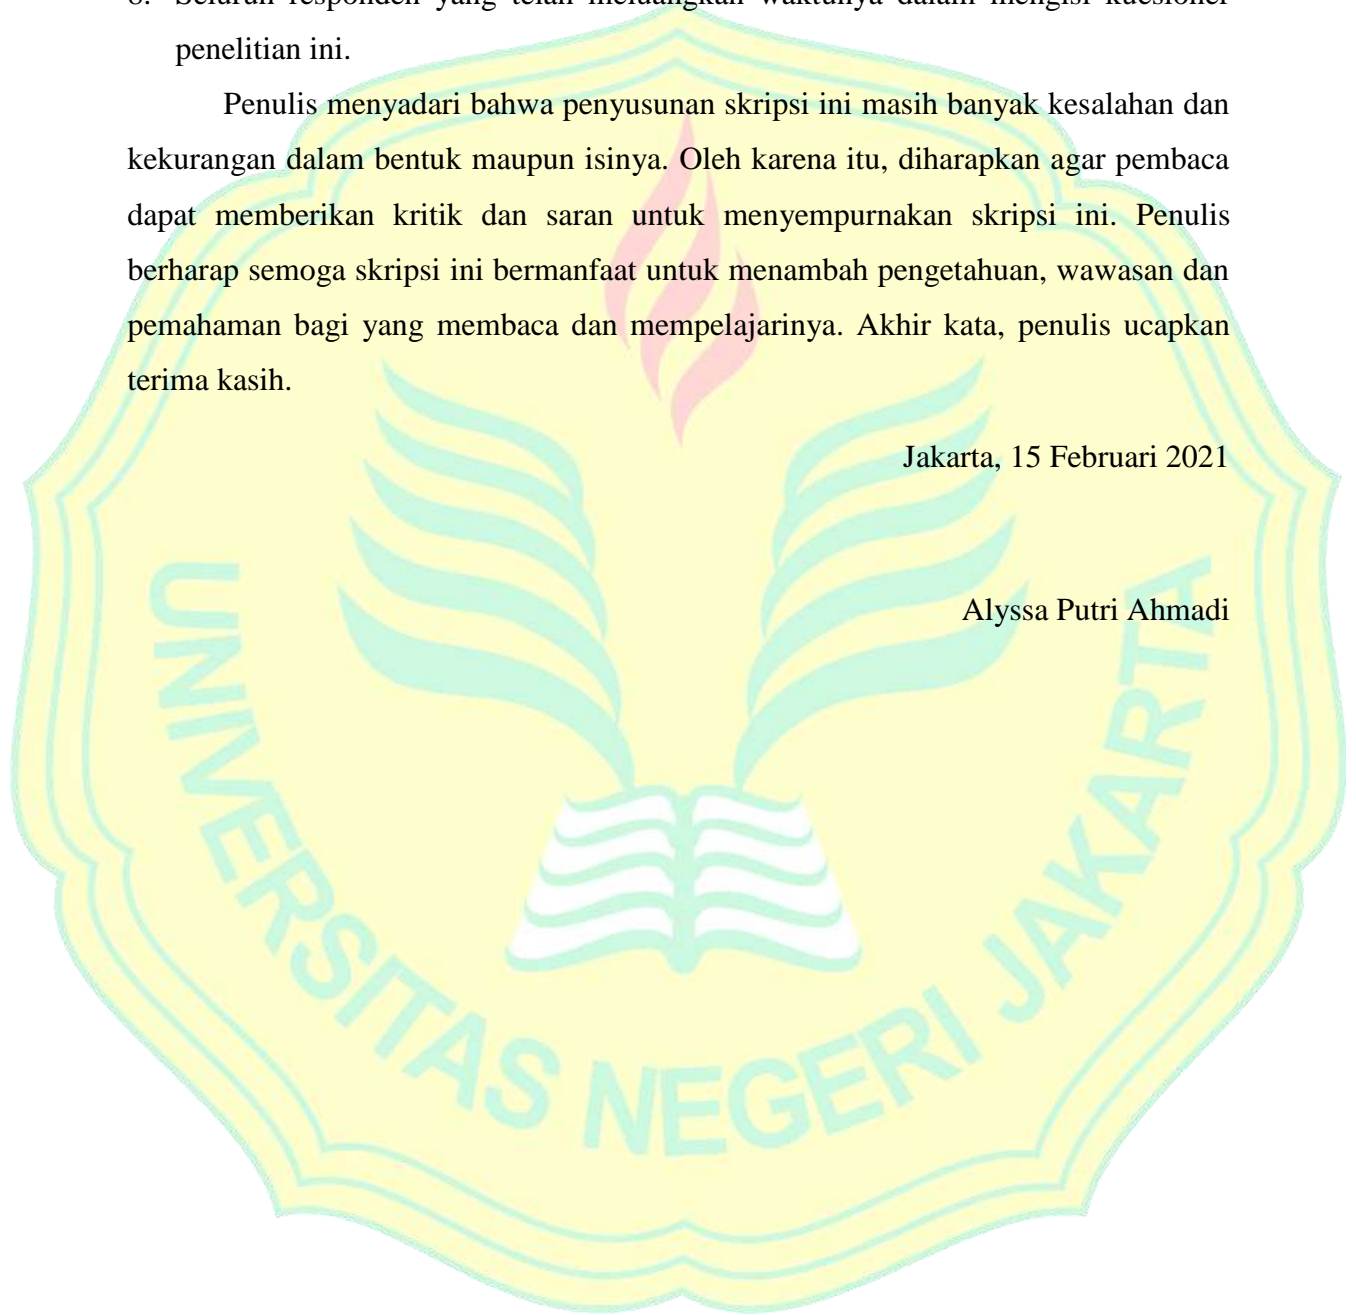 8. Seluruh responden yang telah meluangkan waktunya dalam mengisi kuesioner
penelitian ini.
Penulis menyadari bahwa penyusunan skripsi ini masih banyak kesalahan dan
kekurangan dalam bentuk maupun isinya. Oleh karena itu, diharapkan agar pembaca
dapat memberikan kritik dan saran untuk menyempurnakan skripsi ini. Penulis
berharap semoga skripsi ini bermanfaat untuk menambah pengetahuan, wawasan dan
pemahaman bagi yang membaca dan mempelajarinya. Akhir kata, penulis ucapkan
terima kasih.
Jakarta, 15 Februari 2021
Alyssa Putri Ahmadi
UNIVERSITAS NEGERI JAKARTA